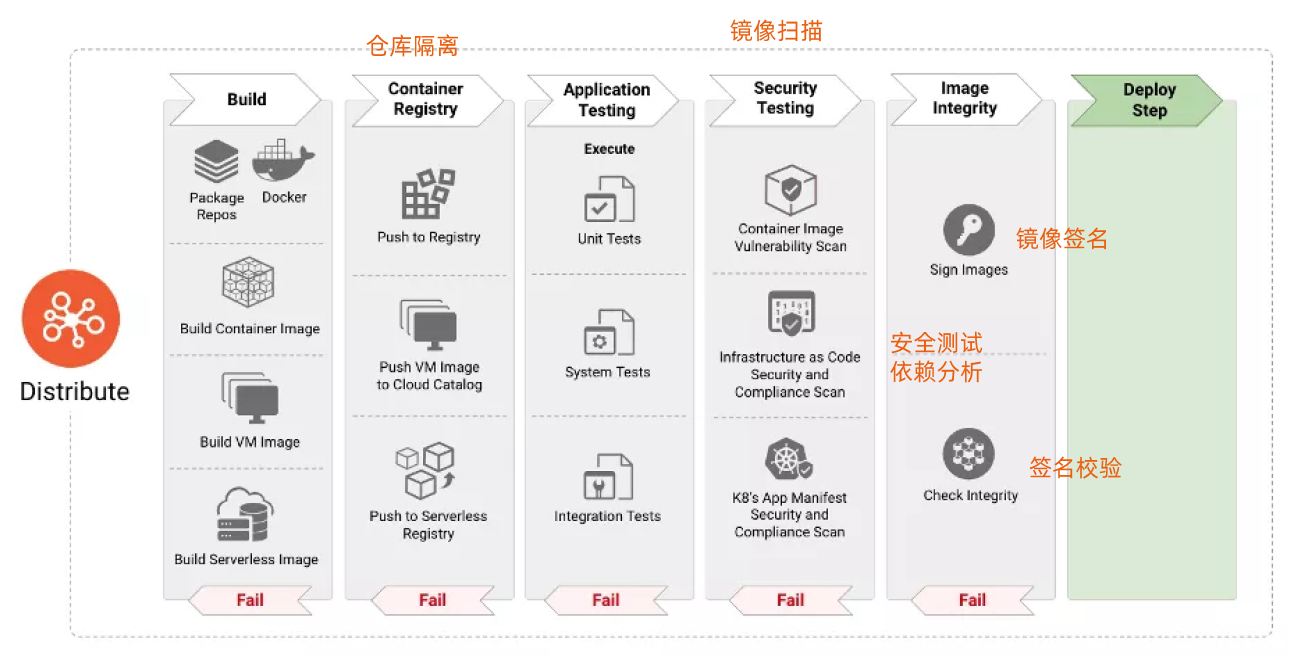 仓库隔离
镜像扫描
Distribute
Build
Package
Repos
Docker
Build Container Image
Build VM Image
Build Serverless Image
Fail
Container
Registry
Push to Registry
Push VM Image
to Cloud Catalog
Push to Serverless
Registry
Fail
Application
Testing
Execute
Unit Tests
System Tests
Integration Tests
Fail
Security
Testing
Container Image
Vulnerability Scan
Infrastructure as Code
Security and
Compliance Scan
K8's App Manifest
Security and
Compliance Scan
Fail
Image
Integrity
Sign Images
镜像签名
安全测试
依赖分析
Check Integrity
签名校验
Fail
Deploy
Step